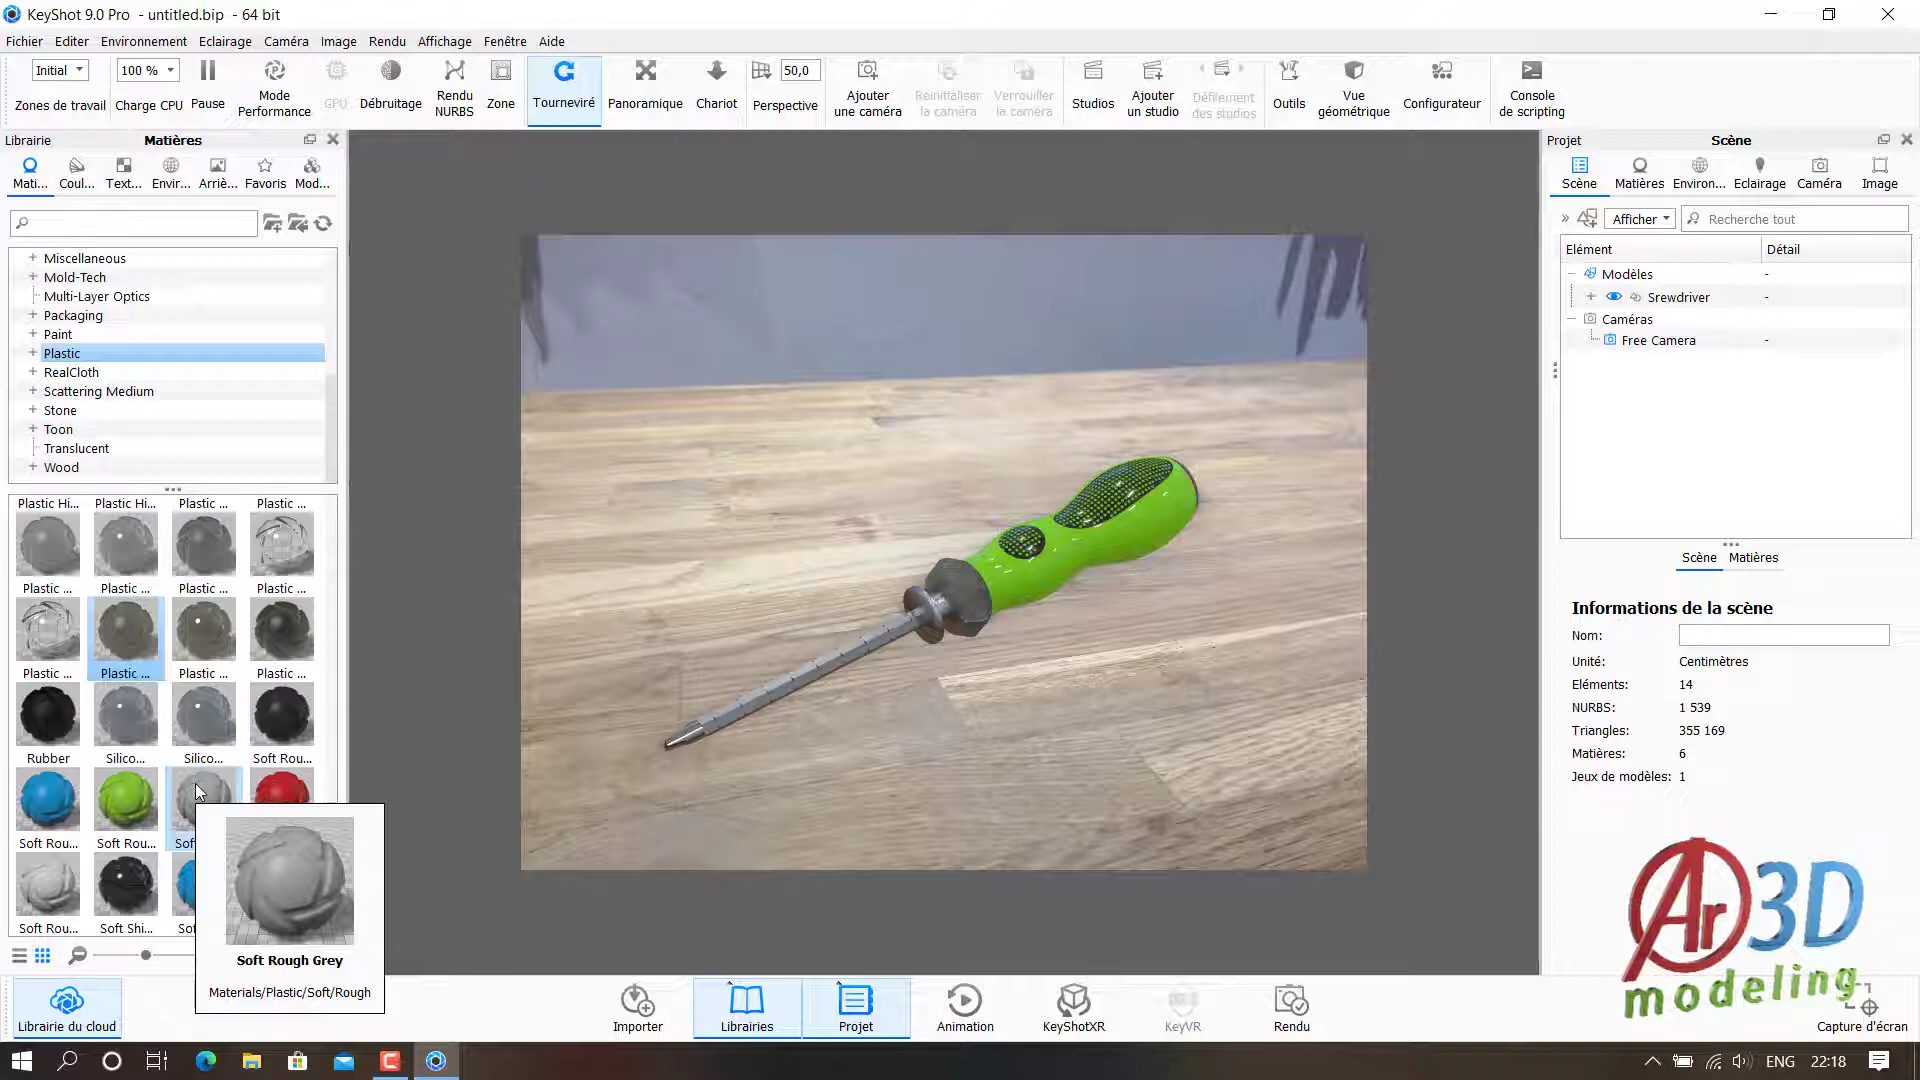 KeyShot 9.0 Pro - untitled.bip - 64 bit
Fichier Editer Environnement Eclairage Caméra Image Rendu Affichage Fenêtre Aide
Initial 100 % 50,0
Zones de travail Charge CPU Pause Mode Performance GPU Débruitage Rendu NURBS Zone Tourneviré Panoramique Chariot Perspective Ajouter une caméra Réinitialiser la caméra Verrouiller la caméra Studios Ajouter un studio Défilement des studios Outils Vue géométrique Configurateur Console de scripting
Librairie Matières
Mati... Coul... Text... Envir... Arriè... Favoris Mod...
Miscellaneous
Mold-Tech
Multi-Layer Optics
Packaging
Paint
Plastic
RealCloth
Scattering Medium
Stone
Toon
Translucent
Wood
Plastic Hi... Plastic Hi... Plastic ... Plastic ...
Plastic ... Plastic ... Plastic ... Plastic ...
Plastic ... Plastic ... Plastic ... Plastic ...
Rubber Silico... Silico... Soft Rou...
Soft Rou... Soft Rou... Sof
Soft Rou... Soft Shi... Sof
Soft Rough Grey
Materials/Plastic/Soft/Rough
Projet Scène
Scène Matières Environ... Eclairage Caméra Image
Afficher Recherche tout
Elément Détail
Modèles -
Srewdriver -
Caméras
Free Camera -
Scène Matières
Informations de la scène
Nom:
Unité: Centimètres
Eléments: 14
NURBS: 1 539
Triangles: 355 169
Matières: 6
Jeux de modèles: 1
Ar 3D
modeling
Librairie du cloud Importer Librairies Projet Animation KeyShotXR KeyVR Rendu Capture d'écran
ENG 22:18